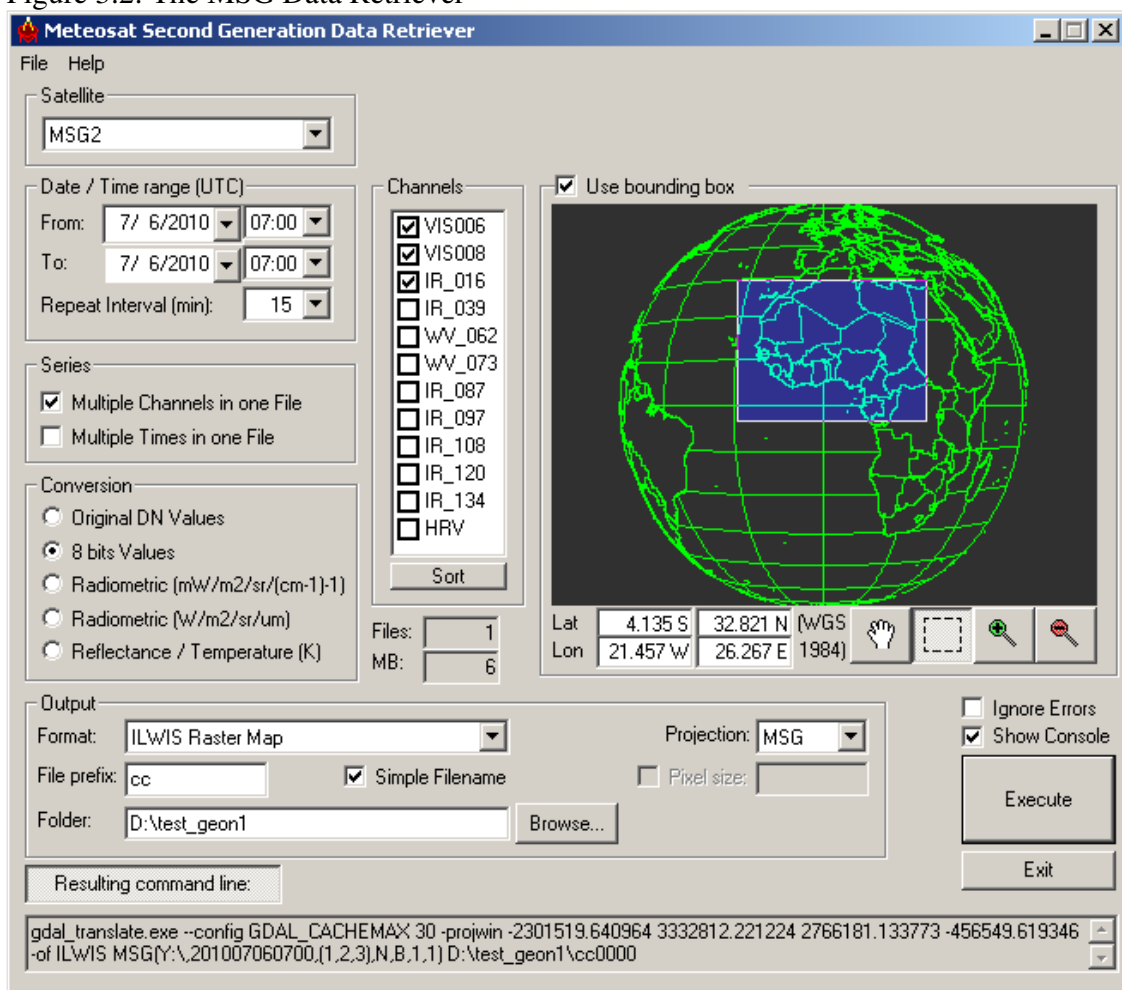 Figure 3.2: The MSG Data Retriever
Meteosat Second Generation Data Retriever
File Help
Satellite
MSG2
Date / Time range (UTC)
From: 7/ 6/2010 07:00
To: 7/ 6/2010 07:00
Repeat Interval (min): 15
Series
Multiple Channels in one File
Multiple Times in one File
Conversion
Original DN Values
8 bits Values
Radiometric (mW/m2/sr/(cm-1)-1)
Radiometric (W/m2/sr/um)
Reflectance / Temperature (K)
Channels
VIS006
VIS008
IR_016
IR_039
WV_062
WV_073
IR_087
IR_097
IR_108
IR_120
IR_134
HRV
Sort
Files: 1
MB: 6
Use bounding box
Lat 4.135 S 32.821 N (WGS
Lon 21.457 W 26.267 E 1984)
Output
Format: ILWIS Raster Map
Projection: MSG
File prefix: cc
Simple Filename
Pixel size:
Folder: D:\test_geon1
Browse...
Ignore Errors
Show Console
Execute
Exit
Resulting command line:
gdal_translate.exe --config GDAL_CACHEMAX 30 -projwin -2301519.640964 3332812.221224 2766181.133773 -456549.619346
-of ILWIS MSG(Y:\,201007060700,(1,2,3),N,B,1,1) D:\test_geon1\cc0000